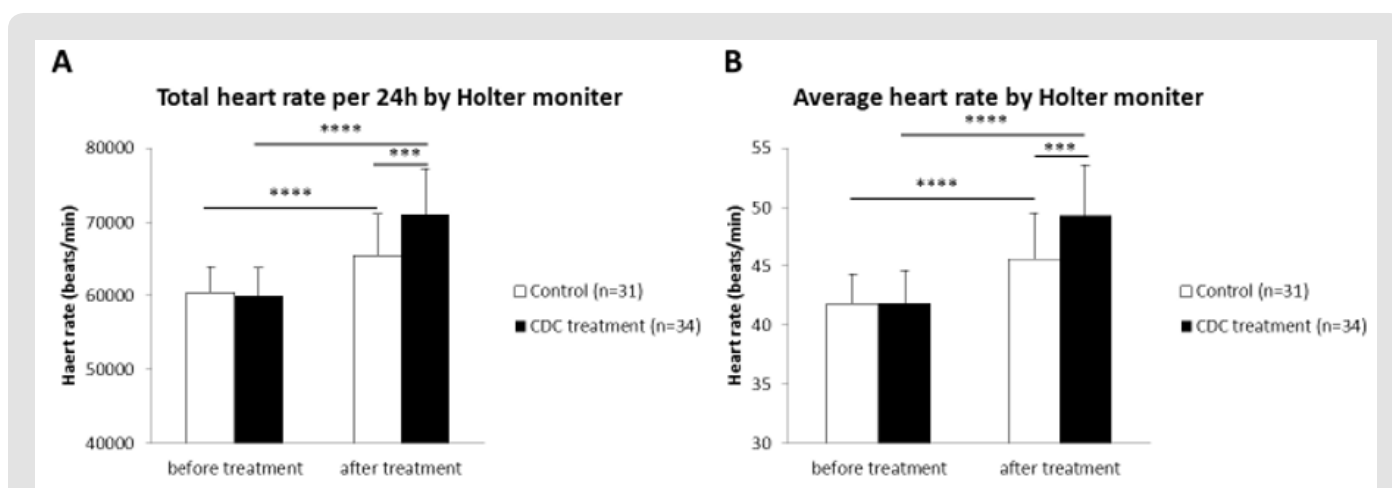 A
Total heart rate per 24h by Holter moniter
****
***
****
80000
70000
60000
50000
40000
Haert rate (beats/min)
before treatment
after treatment
Control (n=31)
CDC treatment (n=34)
B
Average heart rate by Holter moniter
****
***
****
55
50
45
40
35
30
Heart rate (beats/min)
before treatment
after treatment
Control (n=31)
CDC treatment (n=34)